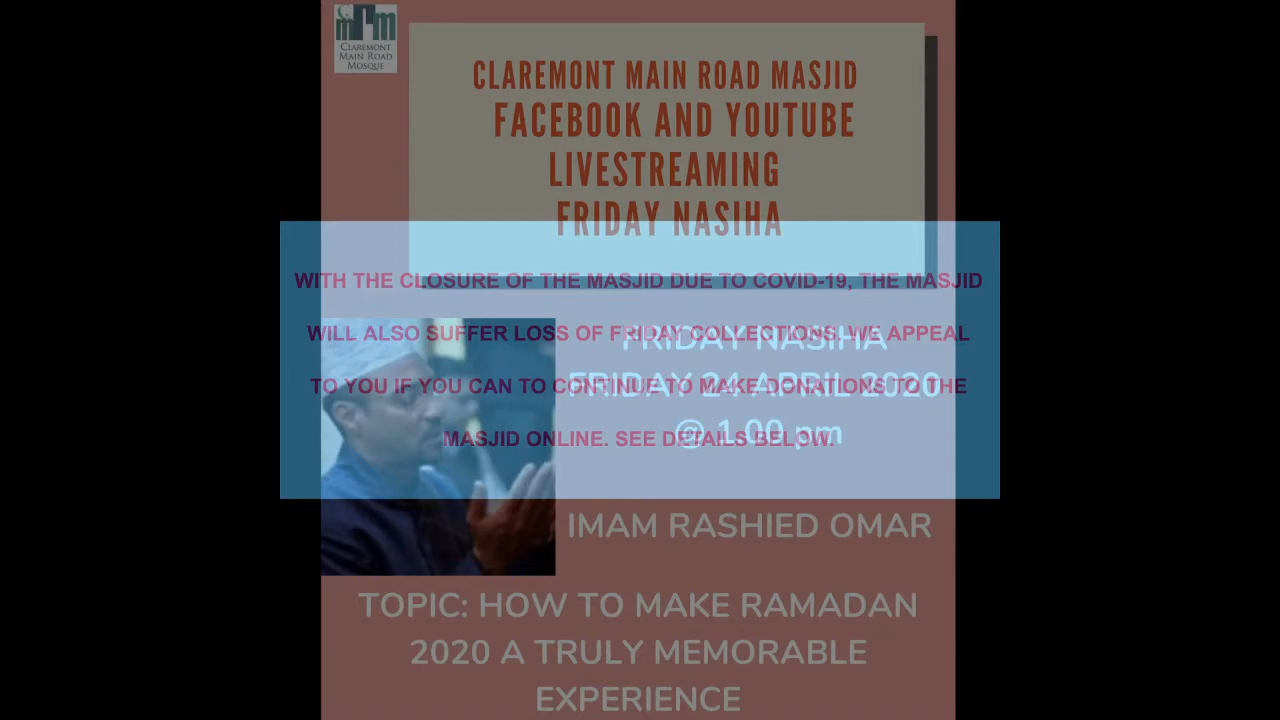 mrm
CLAREMONT
MAIN ROAD
MOSQUE
CLAREMONT MAIN ROAD MASJID
FACEBOOK AND YOUTUBE
LIVESTREAMING
FRIDAY NASIHA
WITH THE CLOSURE OF THE MASJID DUE TO COVID-19, THE MASJID
WILL ALSO SUFFER LOSS OF FRIDAY COLLECTIONS. WE APPEAL
TO YOU IF YOU CAN TO CONTINUE TO MAKE DONATIONS TO THE
MASJID ONLINE. SEE DETAILS BELOW.
FRIDAY NASIHA
FRIDAY 24 APRIL 2020
@ 1.00 pm
IMAM RASHIED OMAR
TOPIC: HOW TO MAKE RAMADAN
2020 A TRULY MEMORABLE
EXPERIENCE